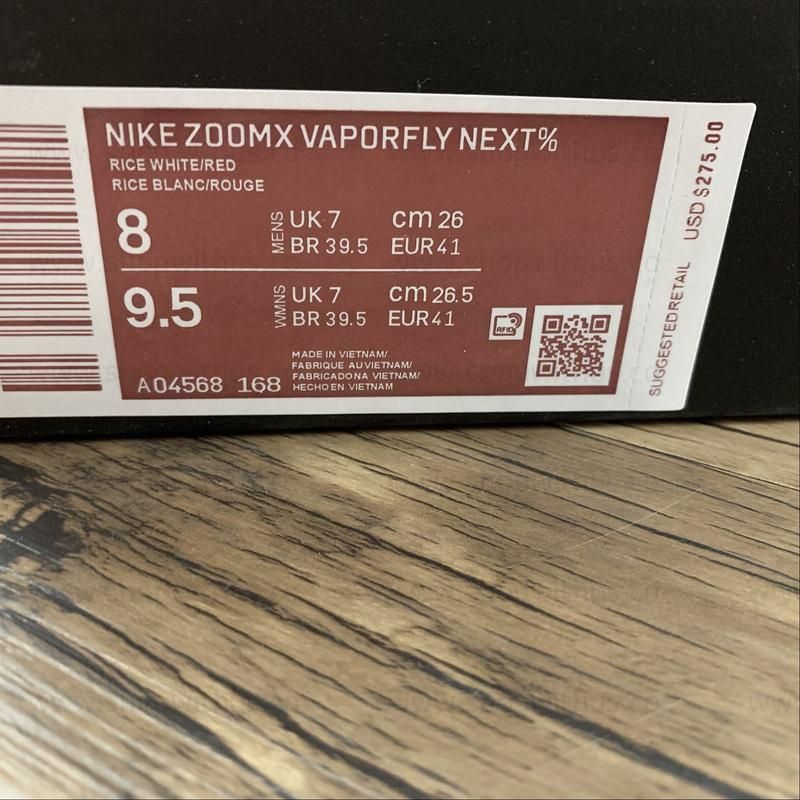 NIKE ZOOMX VAPORFLY NEXT%
RICE WHITE/RED
RICE BLANC/ROUGE
8
MENS
UK 7
cm 26
BR 39.5
EUR 41
9.5
WMNS
UK 7
cm 26.5
BR 39.5
EUR 41
RFID
A04568 168
MADE IN VIETNAM/
FABRIQUE AU VIETNAM/
FABRICADO NA VIETNAM/
HECHO EN VIETNAM
SUGGESTED RETAIL USD $275.00